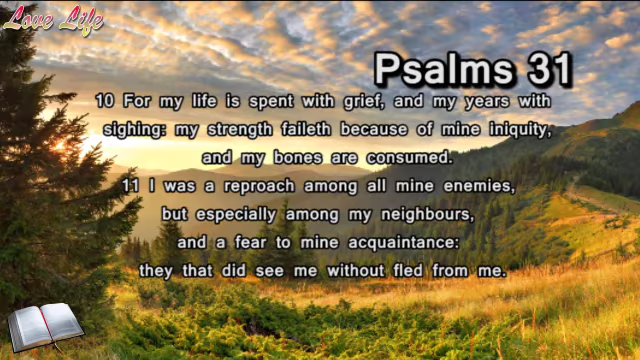 Love Life
Psalms 31
10 For my life is spent with grief, and my years with
sighing: my strength faileth because of mine iniquity,
and my bones are consumed.
11 I was a reproach among all mine enemies,
but especially among my neighbours,
and a fear to mine acquaintance:
they that did see me without fled from me.